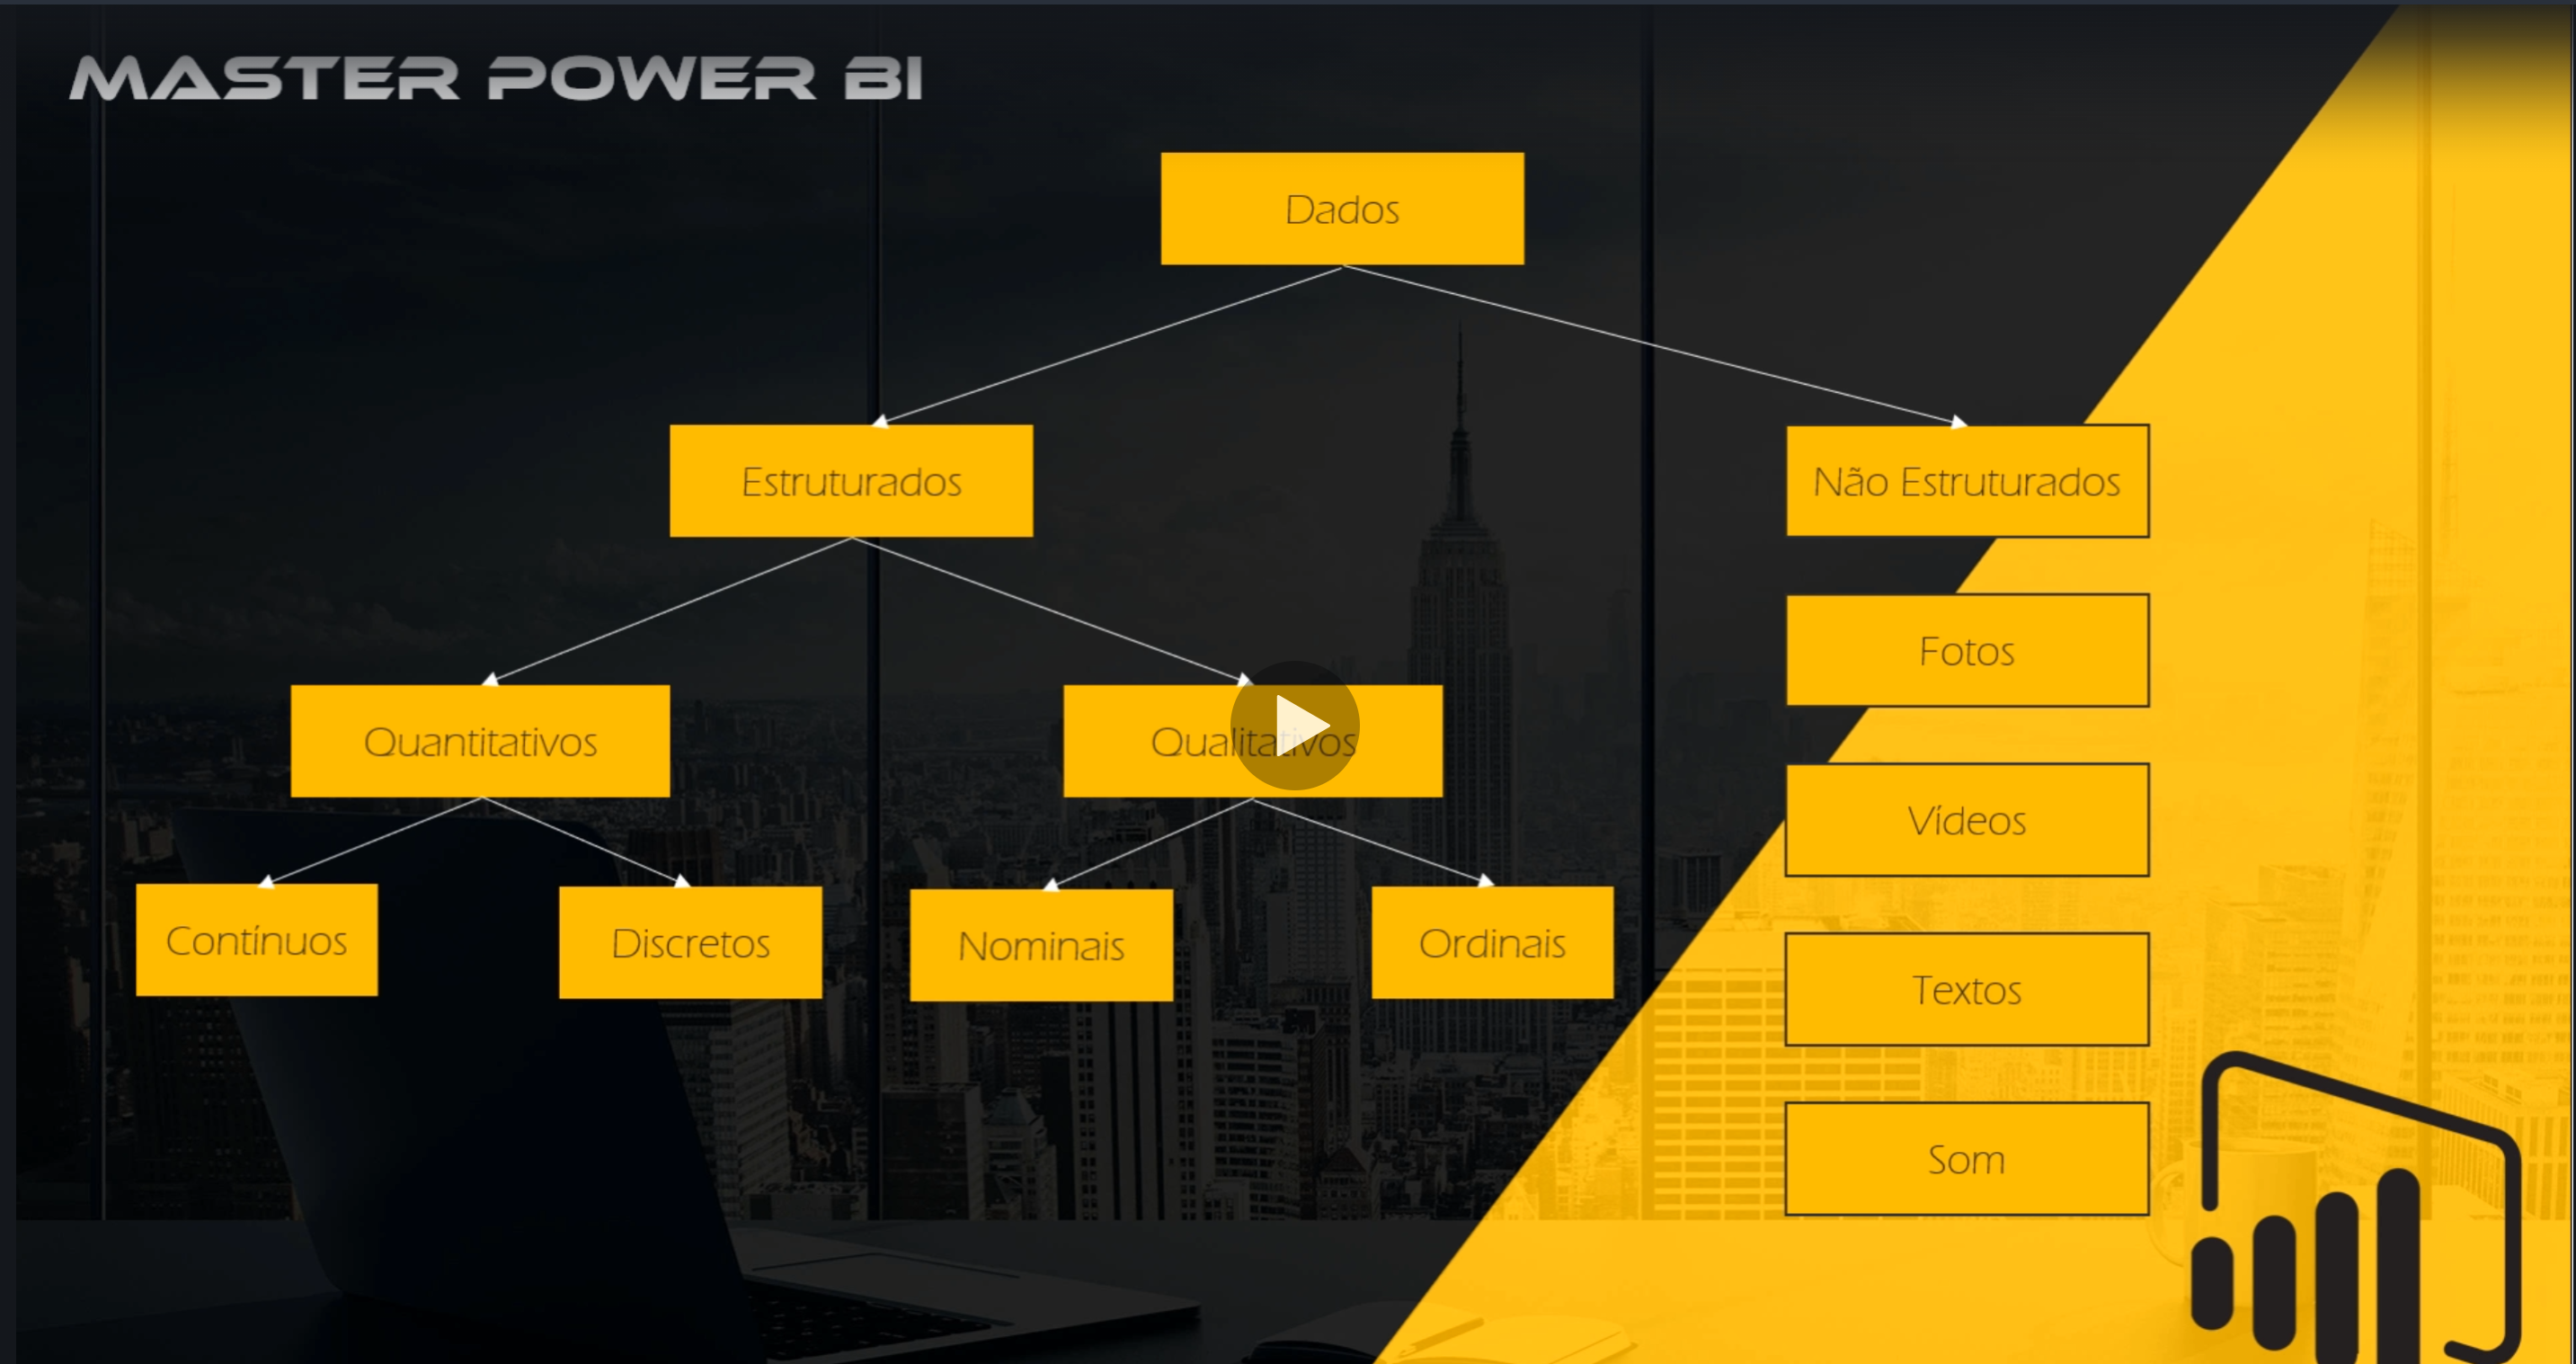 MASTER POWER BI
Dados
Estruturados
Não Estruturados
Fotos
Quantitativos
Qualitativos
Vídeos
Contínuos
Discretos
Nominais
Ordinais
Textos
Som